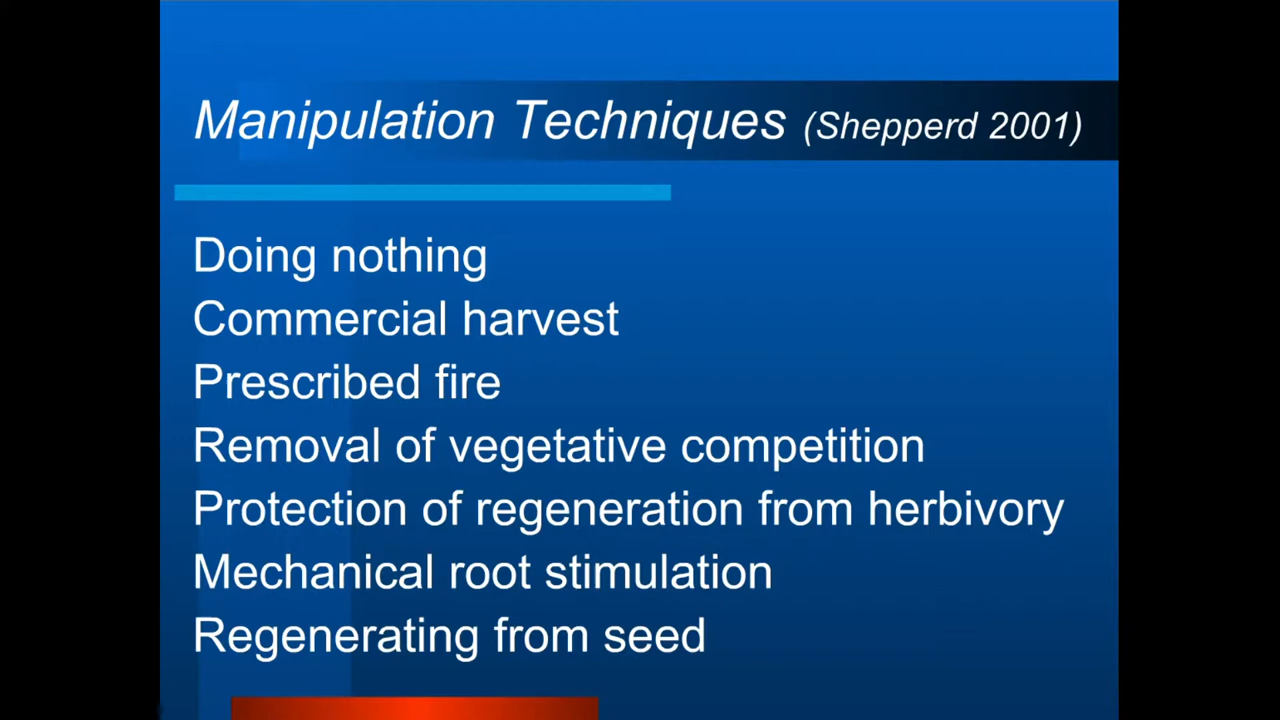 Manipulation Techniques (Shepperd 2001)
Doing nothing
Commercial harvest
Prescribed fire
Removal of vegetative competition
Protection of regeneration from herbivory
Mechanical root stimulation
Regenerating from seed